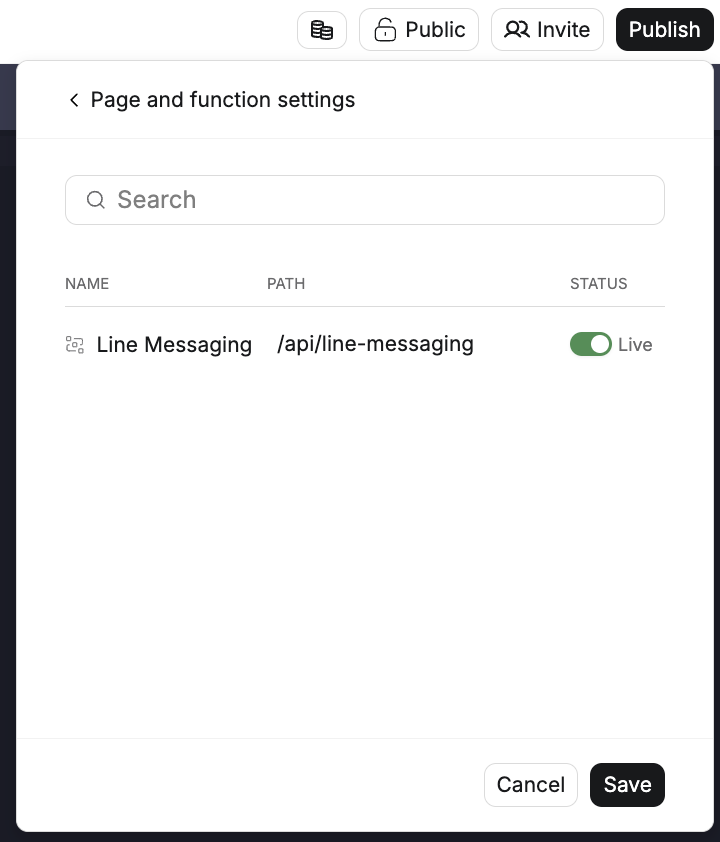 Public Invite Publish
Page and function settings
Search
NAME PATH STATUS
Line Messaging /api/line-messaging Live
Cancel Save